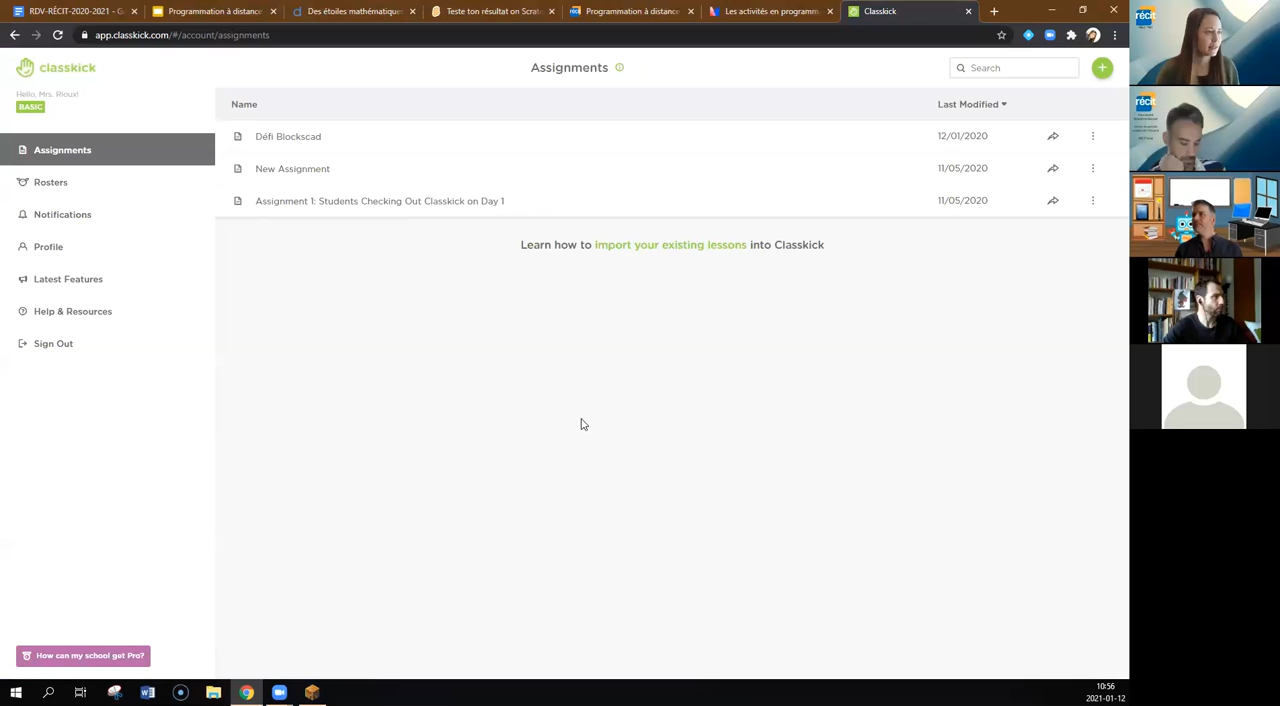 RDV-RÉCIT-2020-2021 - G
Programmation à distance
Des étoiles mathématiques
Teste ton résultat en Scratc
Programmation à distance
Les activités en programm
Classkick
app.classkick.com/#/account/assignments
classkick
Assignments
Search
Hello, Mrs. Rioux!
BASIC
Name
Last Modified
Assignments
Défi Blockscad
12/01/2020
New Assignment
11/05/2020
Assignment 1: Students Checking Out Classkick on Day 1
11/05/2020
Rosters
Notifications
Profile
Latest Features
Help & Resources
Sign Out
Learn how to import your existing lessons into Classkick
How can my school get Pro?
récit
récit
10:56
2021-01-12